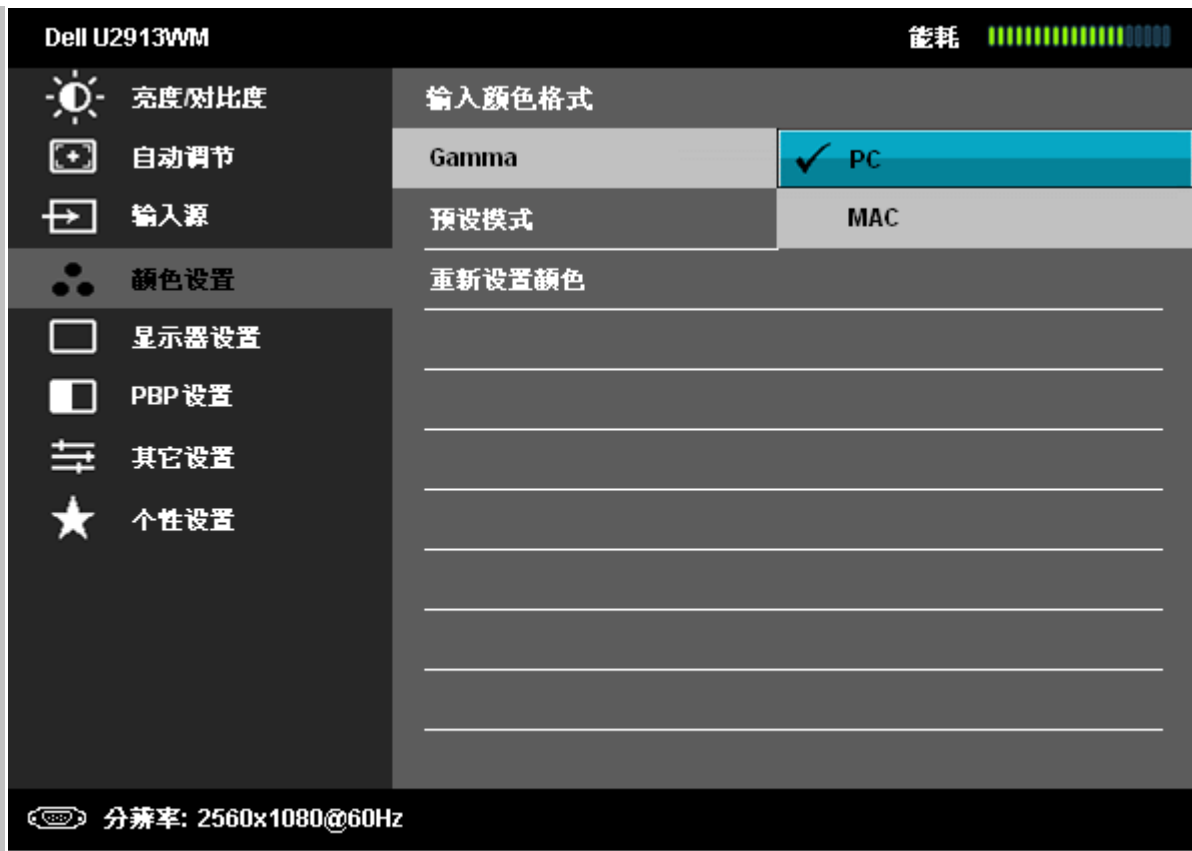 Dell U2913WM 能耗
亮度/对比度
自动调节
输入源
颜色设置
显示器设置
PBP 设置
其它设置
个性设置
输入颜色格式
Gamma
✓ PC
MAC
预设模式
重新设置颜色
分辨率: 2560x1080@60Hz